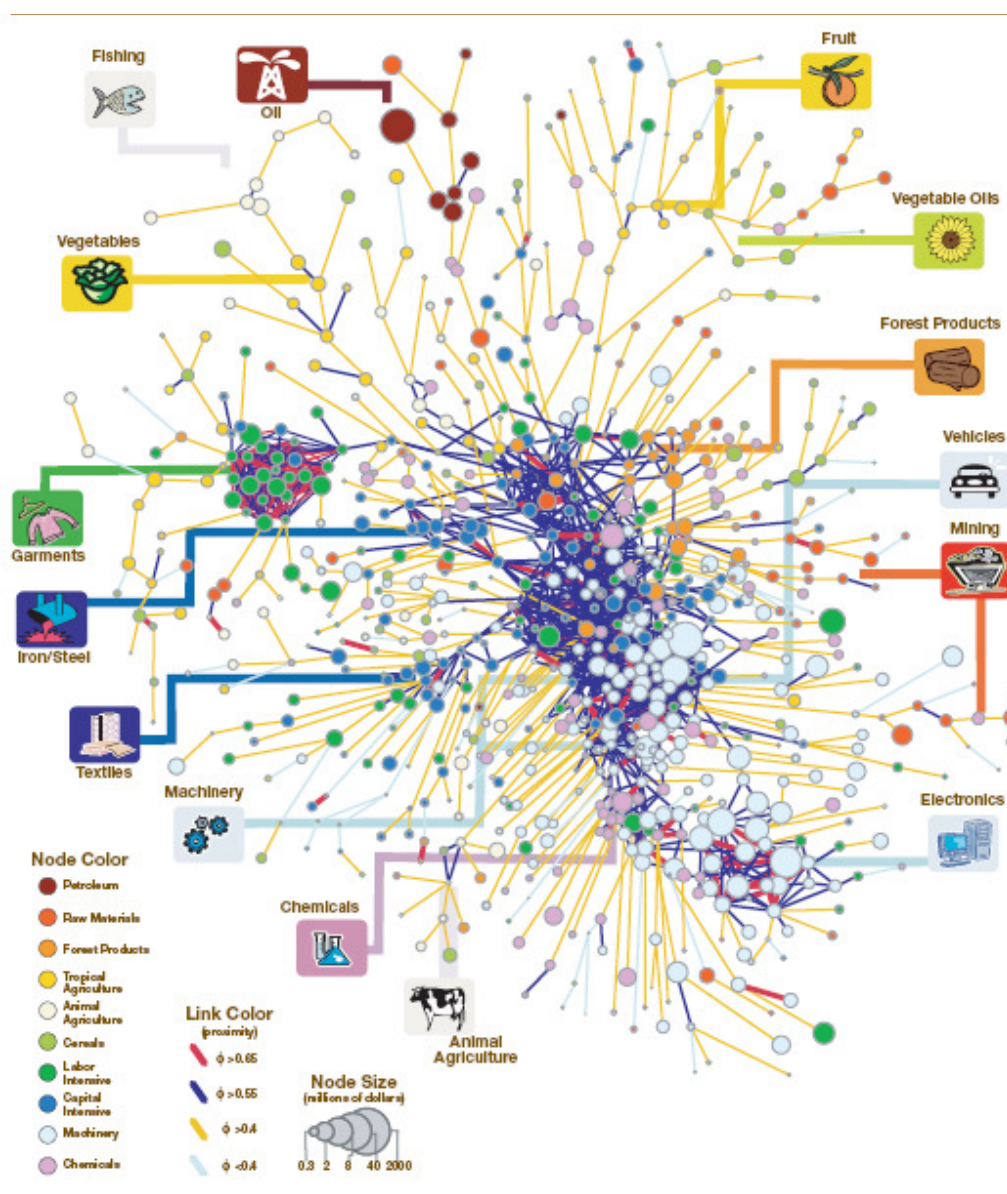 Fishing
Oil
Fruit
Vegetable Oils
Vegetables
Forest Products
Vehicles
Garments
Mining
Iron/Steel
Textiles
Machinery
Electronics
Chemicals
Animal
Agriculture
Node Color
Petroleum
Raw Materials
Forest Products
Tropical
Agriculture
Animal
Agriculture
Cereals
Labor
Intensive
Capital
Intensive
Machinery
Chemicals
Link Color
(proximity)
ϕ >0.65
ϕ >0.55
ϕ >0.4
ϕ <0.4
Node Size
(millions of dollars)
0.3 2 8 40 2000